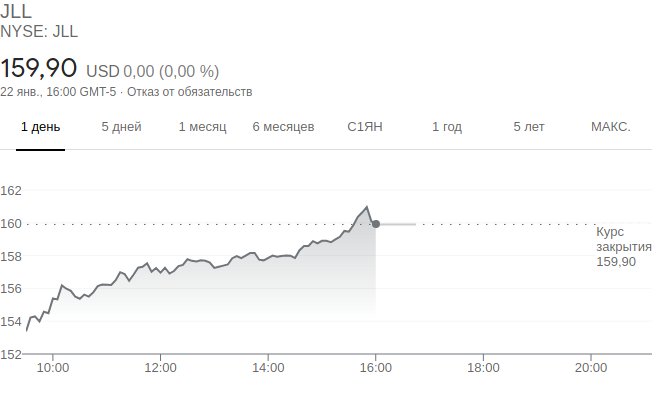 JLL
NYSE: JLL
159,90 USD 0,00 (0,00 %)
22 янв., 16:00 GMT-5 · Отказ от обязательств
1 день 5 дней 1 месяц 6 месяцев С1ЯН 1 год 5 лет МАКС.
162
160
Курс
закрытия
158
159,90
156
154
152
10:00 12:00 14:00 16:00 18:00 20:00